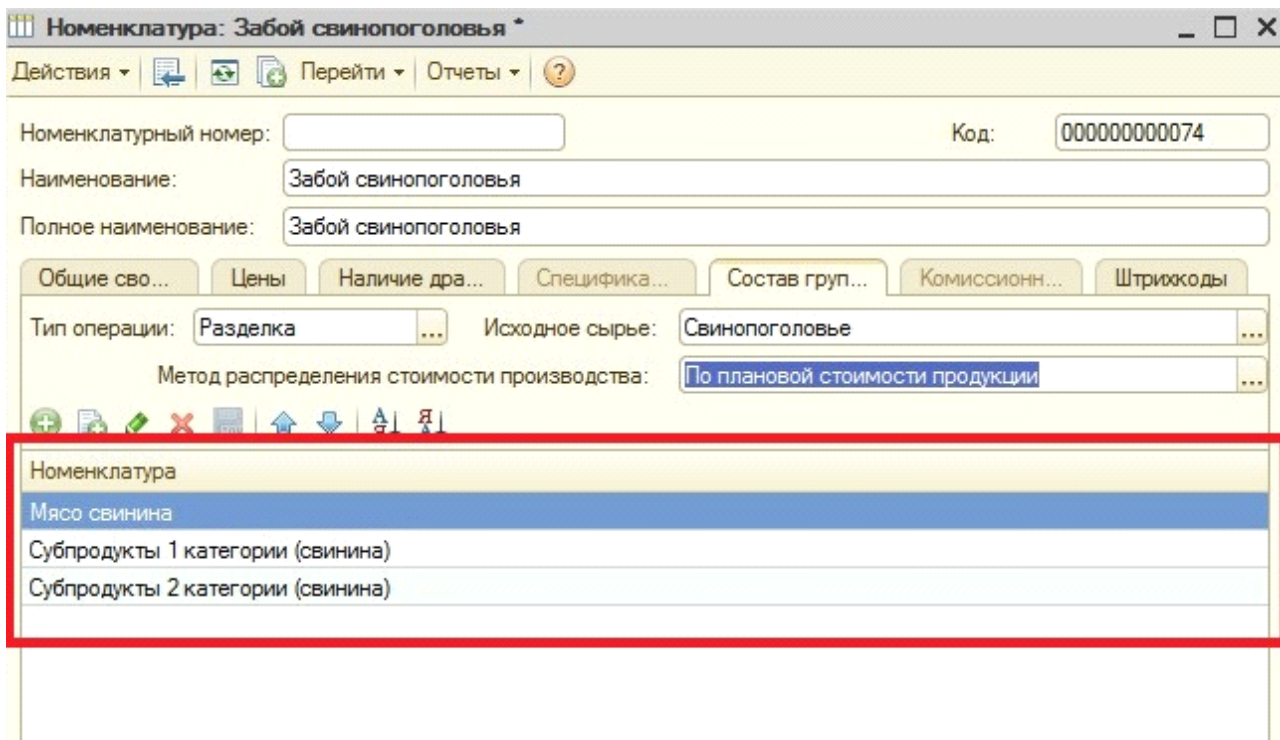 Номенклатура: Забой свинопоголовья *
Действия Перейти Отчеты ?
Номенклатурный номер: Код: 000000000074
Наименование: Забой свинопоголовья
Полное наименование: Забой свинопоголовья
Общие сво... Цены Наличие дра... Специфика... Состав груп... Комиссионн... Штрихкоды
Тип операции: Разделка ... Исходное сырье: Свинопоголовье ...
Метод распределения стоимости производства: По плановой стоимости продукции ...
Номенклатура
Мясо свинина
Субпродукты 1 категории (свинина)
Субпродукты 2 категории (свинина)